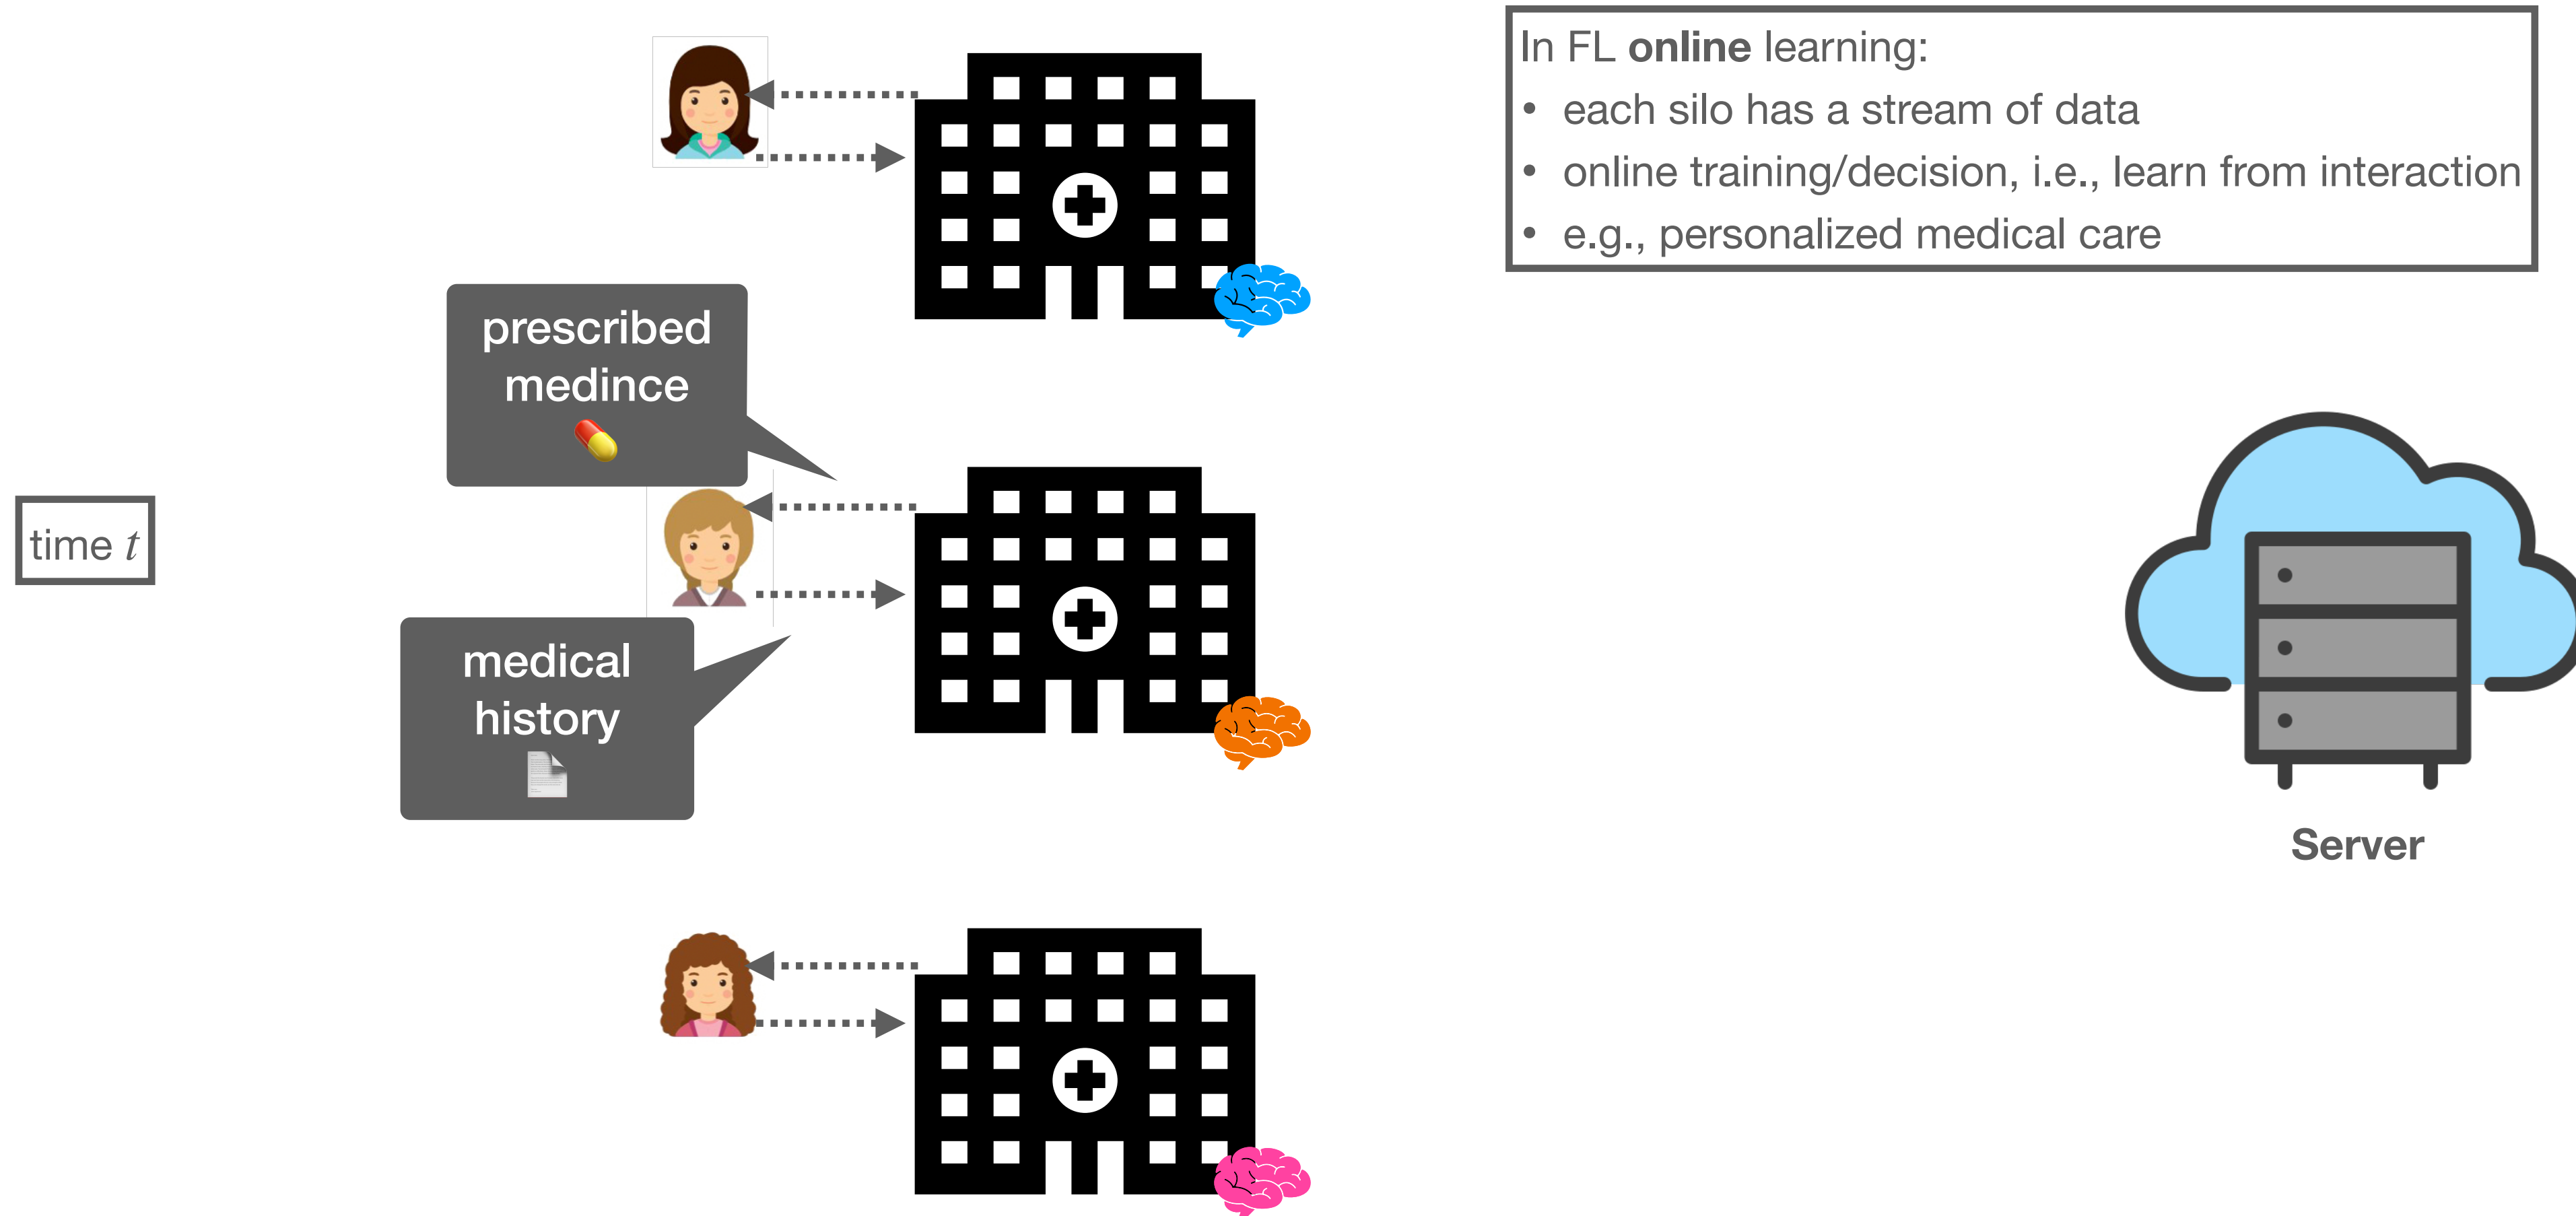 In FL online learning:
• each silo has a stream of data
• online training/decision, i.e., learn from interaction
• e.g., personalized medical care
prescribed
medince
time t
medical
history
Server